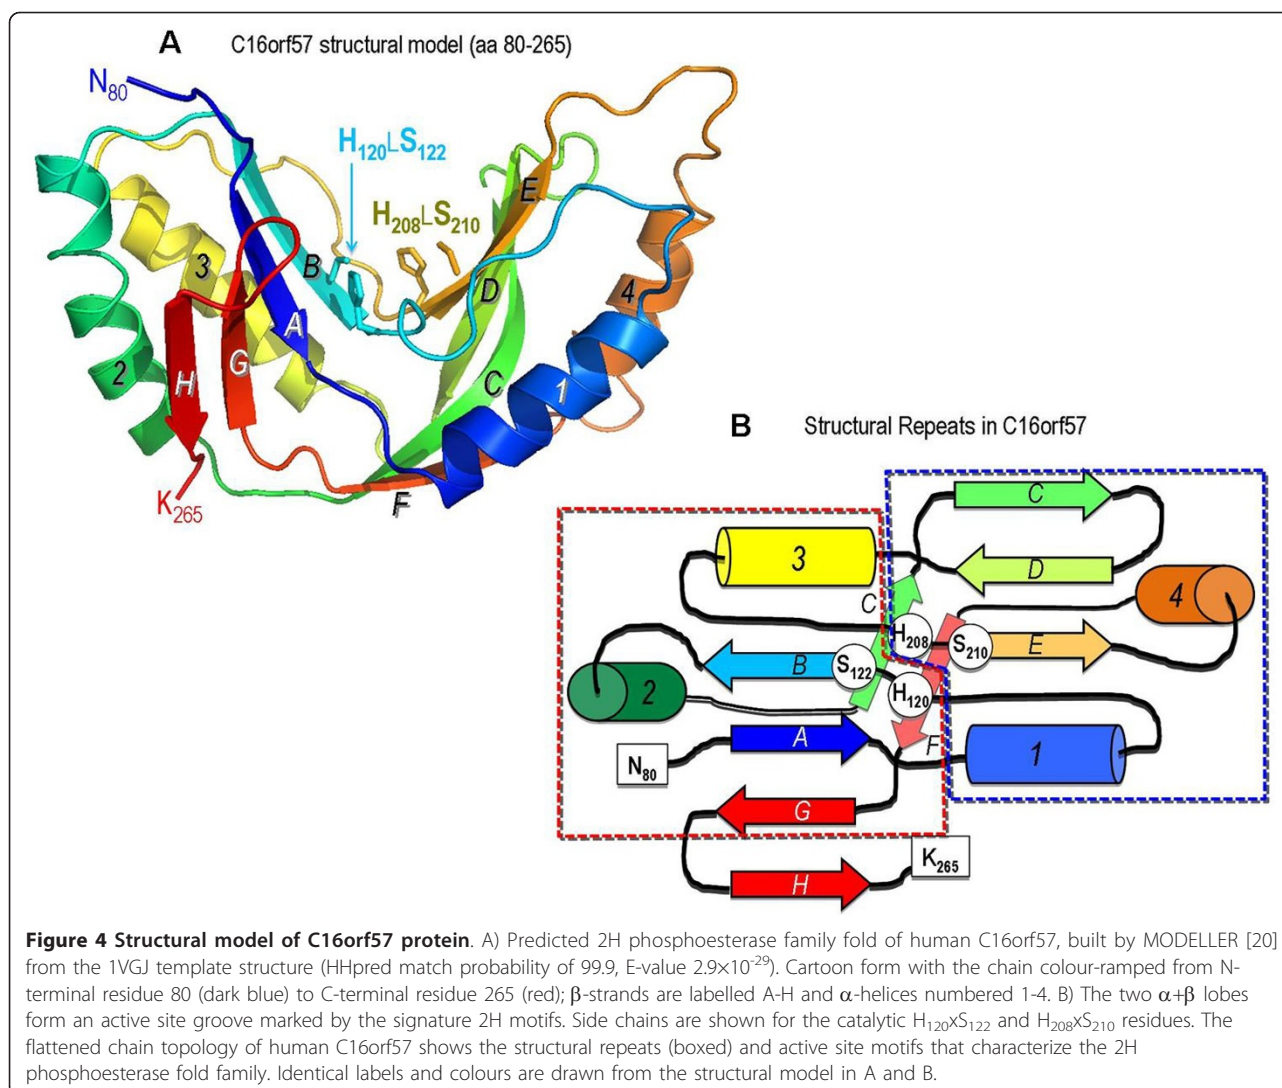 A C16orf57 structural model (aa 80-265)
N80
H120LS122
H208LS210
E
B
3
D
4
A
G
2
H
C
1
K265
F
B Structural Repeats in C16orf57
C
3
D
4
C
H208
S210
E
B
S122
2
H120
A
F
1
N80
G
K265
H
Figure 4 Structural model of C16orf57 protein. A) Predicted 2H phosphoesterase family fold of human C16orf57, built by MODELLER [20]
from the 1VGJ template structure (HHpred match probability of 99.9, E-value 2.9×10-29). Cartoon form with the chain colour-ramped from N-
terminal residue 80 (dark blue) to C-terminal residue 265 (red); β-strands are labelled A-H and α-helices numbered 1-4. B) The two α+β lobes
form an active site groove marked by the signature 2H motifs. Side chains are shown for the catalytic H120xS122 and H208xS210 residues. The
flattened chain topology of human C16orf57 shows the structural repeats (boxed) and active site motifs that characterize the 2H
phosphoesterase fold family. Identical labels and colours are drawn from the structural model in A and B.